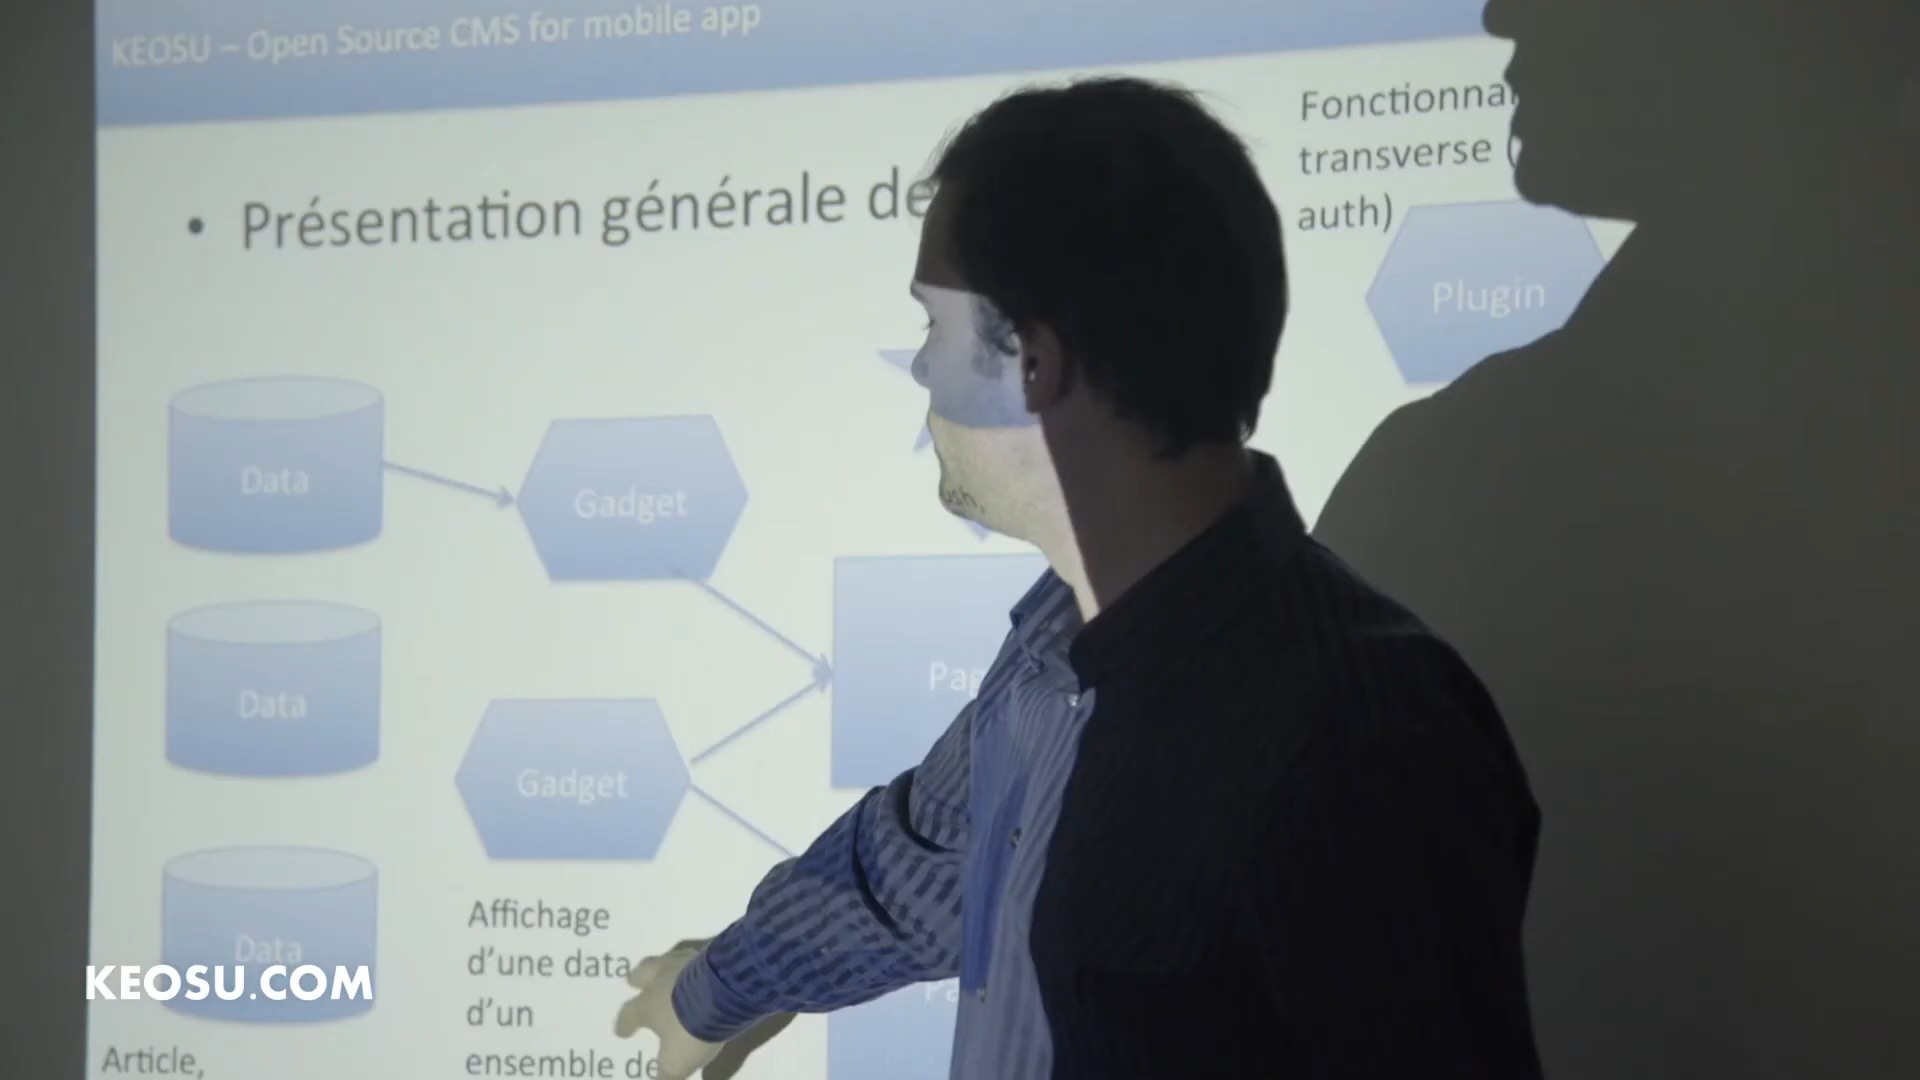 KEOSU – Open Source CMS for mobile app
• Présentation générale de
Fonctionnal
transverse (
auth)
Plugin
Data
Gadget
Data
Gadget
Data
Affichage
d'une data
d'un
ensemble de
Article,
KEOSU.COM